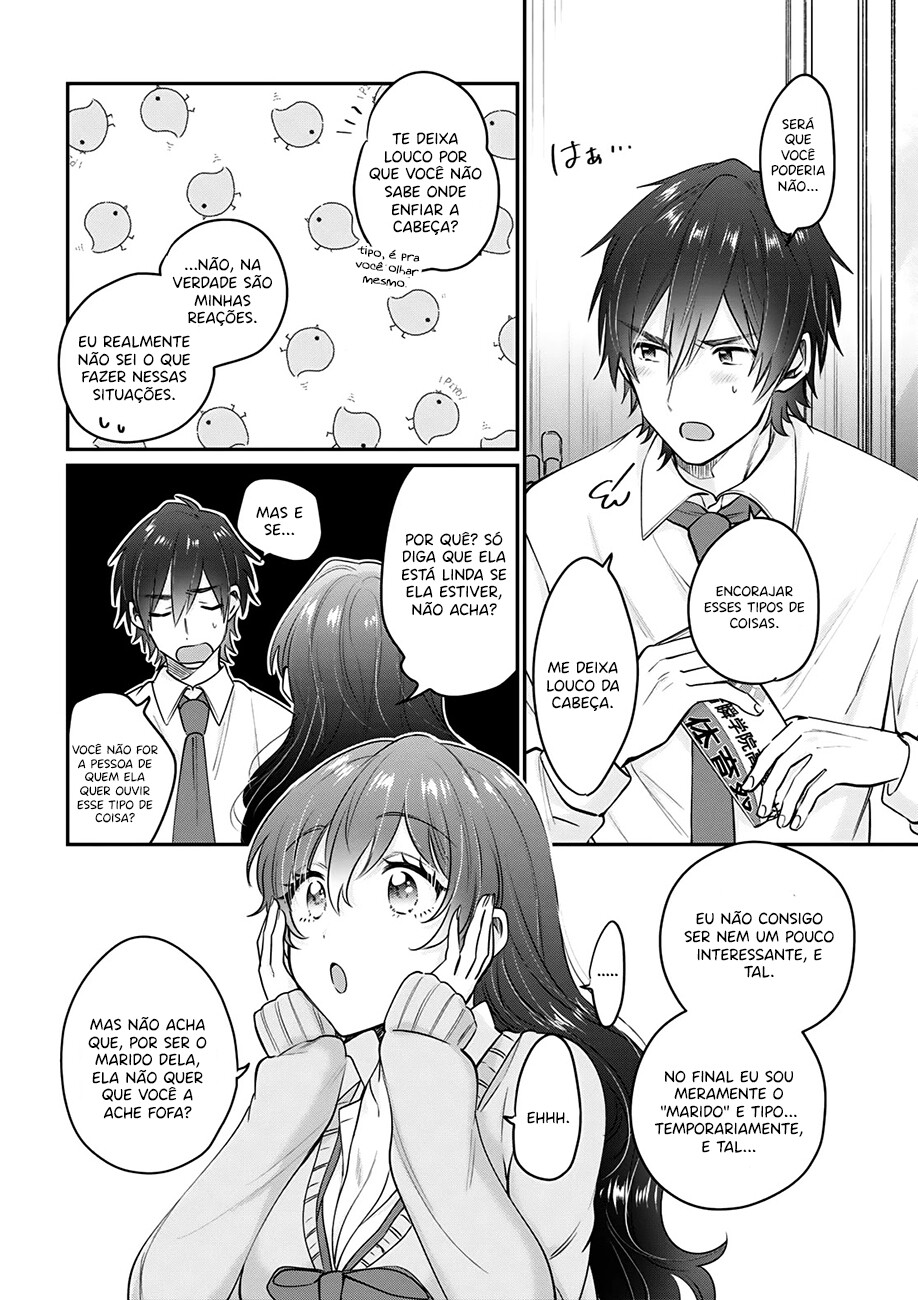 SERÁ
QUE
VOCÊ
PODERIA
NÃO...
はぁ...
ENCORAJAR
ESSES TIPOS DE
COISAS.
ME DEIXA
LOUCO DA
CABEÇA.
体育祭
TE DEIXA
LOUCO POR
QUE VOCÊ NÃO
SABE ONDE
ENFIAR A
CABEÇA?
tipo, é pra
você olhar
mesmo.
...NÃO, NA
VERDADE SÃO
MINHAS
REAÇÕES.
EU REALMENTE
NÃO SEI O QUE
FAZER NESSAS
SITUAÇÕES.
!PIYO!
POR QUÊ? SÓ
DIGA QUE ELA
ESTÁ LINDA SE
ELA ESTIVER,
NÃO ACHA?
MAS E
SE...
VOCÊ NÃO FOR
A PESSOA DE
QUEM ELA
QUER OUVIR
ESSE TIPO DE
COISA?
EU NÃO CONSIGO
SER NEM UM POUCO
INTERESSANTE, E
TAL.
NO FINAL EU SOU
MERAMENTE O
"MARIDO" E TIPO...
TEMPORARIAMENTE,
E TAL...
.....
EHHH.
MAS NÃO ACHA
QUE, POR SER O
MARIDO DELA,
ELA NÃO QUER
QUE VOCÊ A
ACHE FOFA?